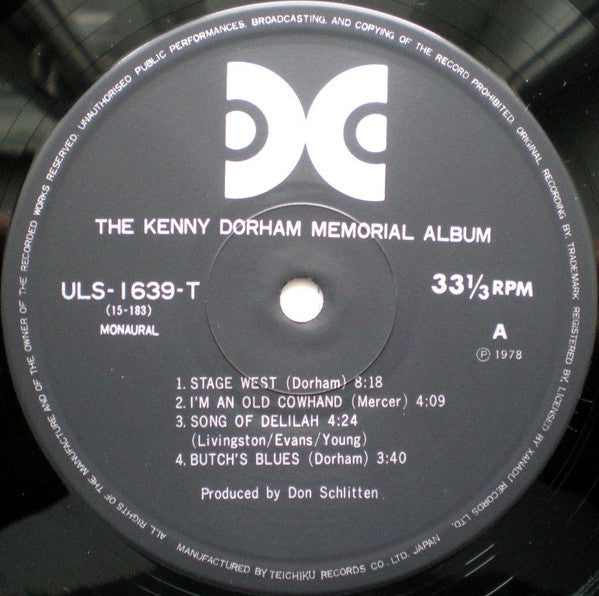 ALL RIGHTS OF THE MANUFACTURE AND OF THE OWNER OF THE RECORDED WORKS RESERVED. UNAUTHORISED PUBLIC PERFORMANCES, BROADCASTING, AND COPYING OF THE RECORD PROHIBITED. ORIGINAL RECORDING BY, TRADEMARK REGISTERED BY, LICENSED BY XANADU RECORDS LTD.
THE KENNY DORHAM MEMORIAL ALBUM
ULS-1639-T
33⅓ RPM
(15-183)
MONAURAL
A
Ⓟ 1978
1. STAGE WEST (Dorham) 8:18
2. I'M AN OLD COWHAND (Mercer) 4:09
3. SONG OF DELILAH 4:24
(Livingston/Evans/Young)
4. BUTCH'S BLUES (Dorham) 3:40
Produced by Don Schlitten
MANUFACTURED BY TEICHIKU RECORDS CO., LTD. JAPAN